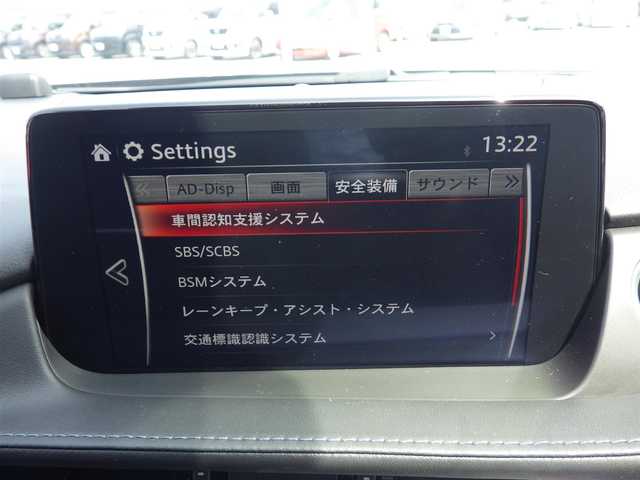 Settings 13:22
AD-Disp 画面 安全装備 サウンド
車間認知支援システム
SBS/SCBS
BSMシステム
レーンキープ・アシスト・システム
交通標識認識システム